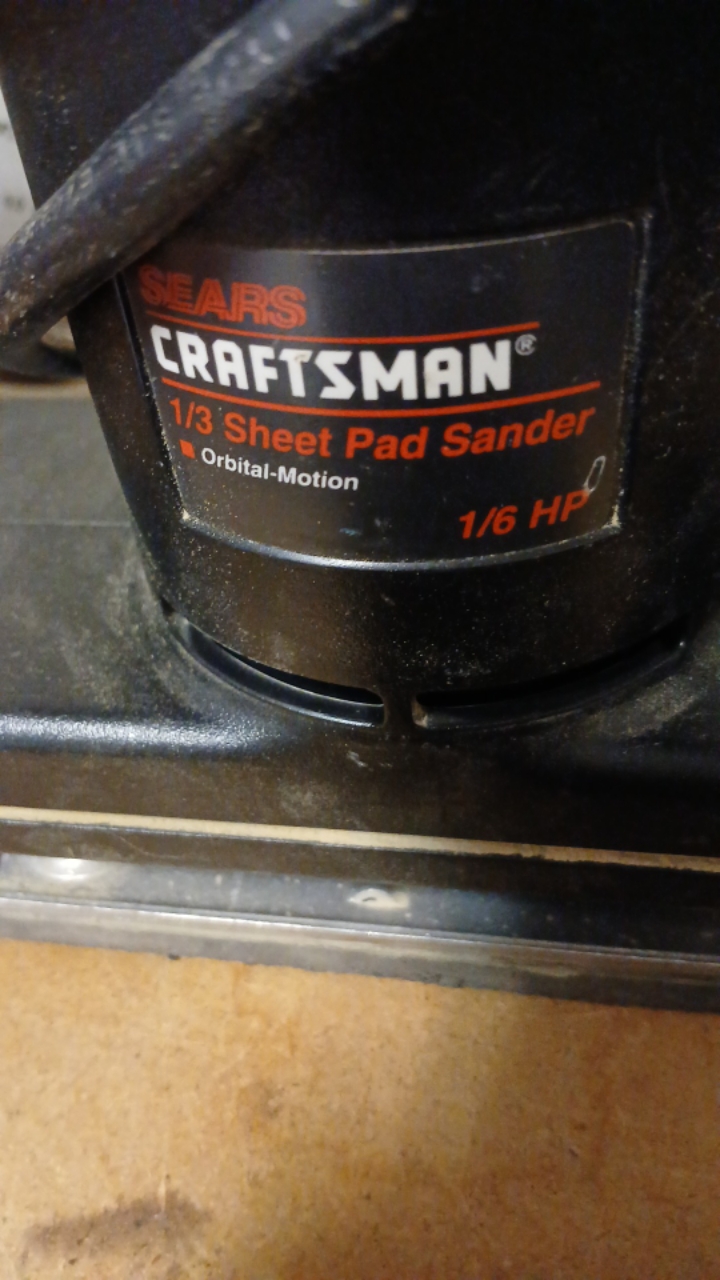 SEARS
CRAFTSMAN®
1/3 Sheet Pad Sander
■ Orbital-Motion
1/6 HP